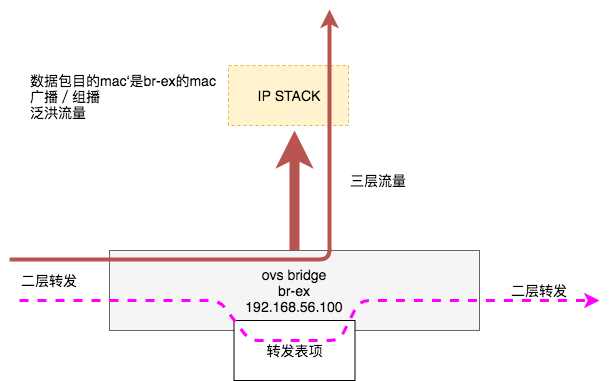 数据包目的mac‘是br-ex的mac
广播 / 组播
泛洪流量
IP STACK
三层流量
二层转发
ovs bridge
br-ex
192.168.56.100
二层转发
转发表项